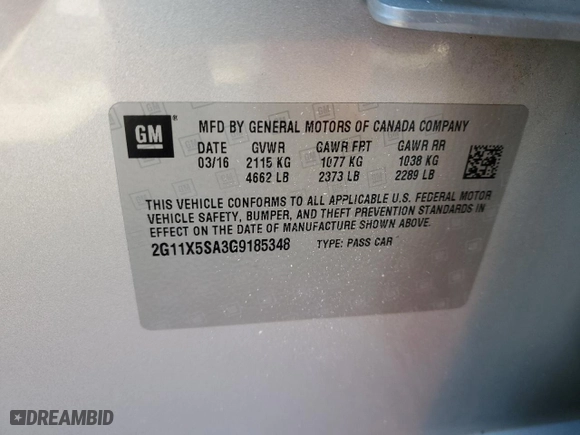 GM ®
MFD BY GENERAL MOTORS OF CANADA COMPANY
DATE GVWR GAWR FRT GAWR RR
03/16 2115 KG 1077 KG 1038 KG
4662 LB 2373 LB 2289 LB
THIS VEHICLE CONFORMS TO ALL APPLICABLE U.S. FEDERAL MOTOR
VEHICLE SAFETY, BUMPER, AND THEFT PREVENTION STANDARDS IN
EFFECT ON THE DATE OF MANUFACTURE SHOWN ABOVE.
2G11X5SA3G9185348 TYPE: PASS CAR
DREAMBID